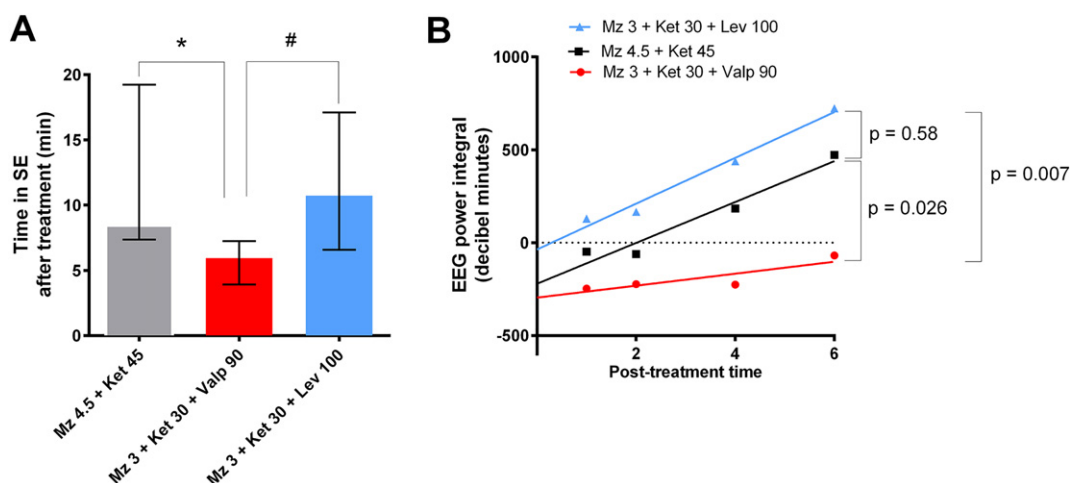 A
*
#
20
15
10
5
0
Time in SE
after treatment (min)
Mz 4.5 + Ket 45
Mz 3 + Ket 30 + Valp 90
Mz 3 + Ket 30 + Lev 100
B
Mz 3 + Ket 30 + Lev 100
Mz 4.5 + Ket 45
Mz 3 + Ket 30 + Valp 90
1000
500
0
-500
EEG power integral
(decibel minutes)
2
4
6
Post-treatment time
p = 0.58
p = 0.026
p = 0.007